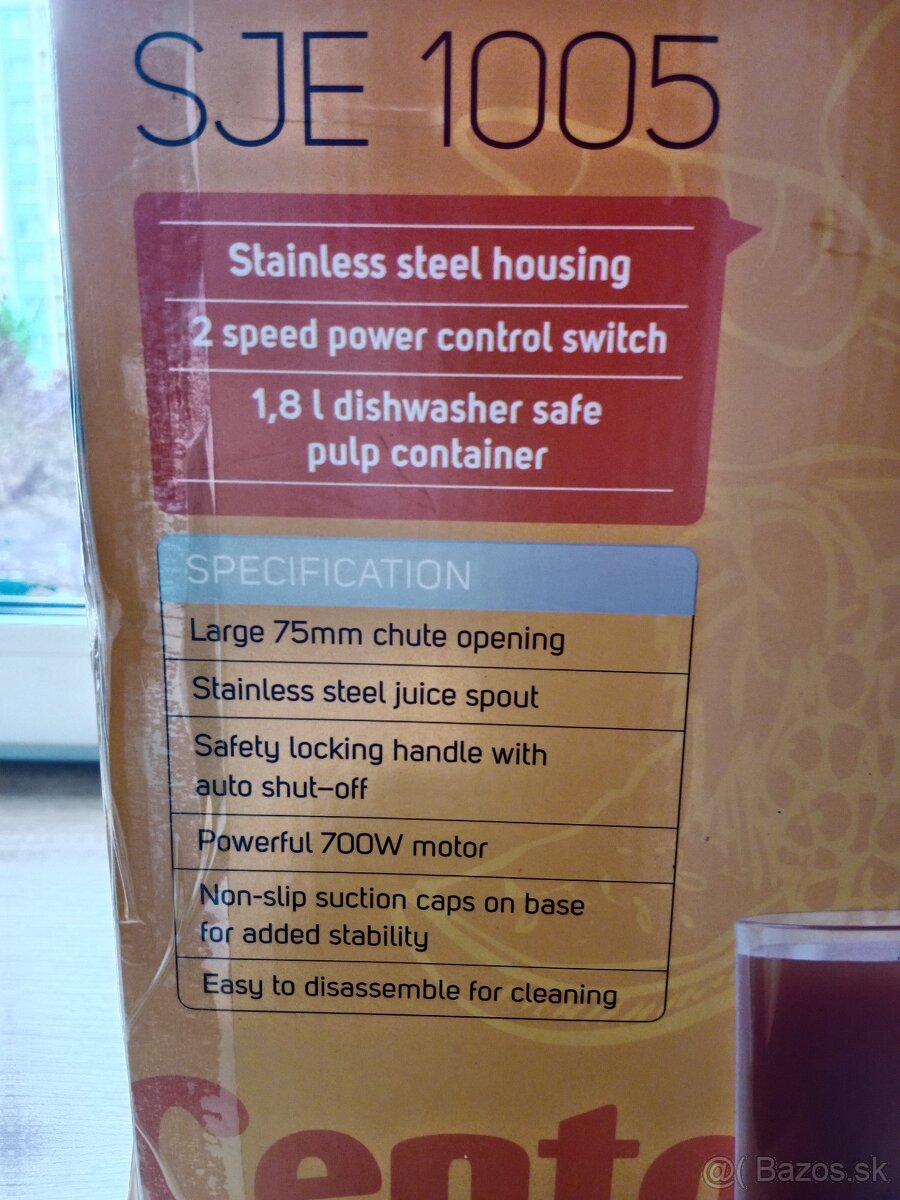 SJE 1005
Stainless steel housing
2 speed power control switch
1,8 l dishwasher safe
pulp container
SPECIFICATION
Large 75mm chute opening
Stainless steel juice spout
Safety locking handle with
auto shut-off
Powerful 700W motor
Non-slip suction caps on base
for added stability
Easy to disassemble for cleaning
Cento
@( Bazos.sk